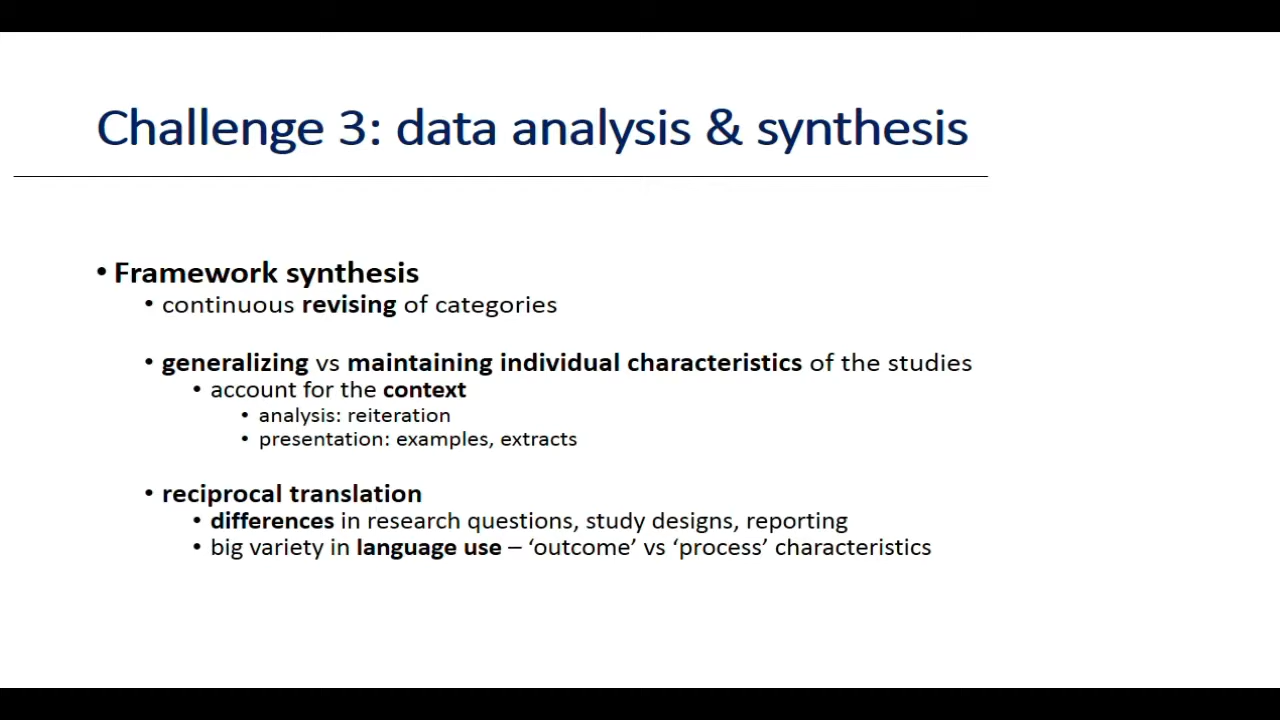 Challenge 3: data analysis & synthesis
• Framework synthesis
• continuous revising of categories
• generalizing vs maintaining individual characteristics of the studies
• account for the context
• analysis: reiteration
• presentation: examples, extracts
• reciprocal translation
• differences in research questions, study designs, reporting
• big variety in language use – ‘outcome’ vs ‘process’ characteristics